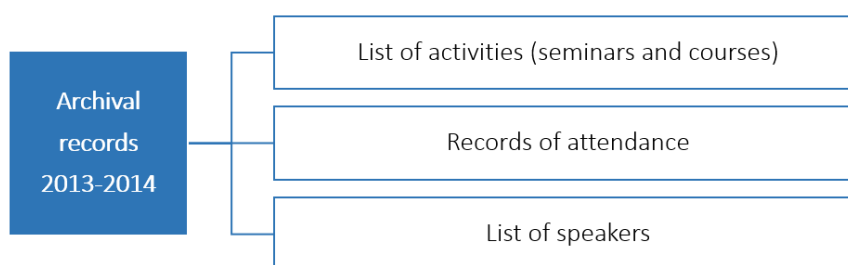 Archival
records
2013-2014
List of activities (seminars and courses)
Records of attendance
List of speakers